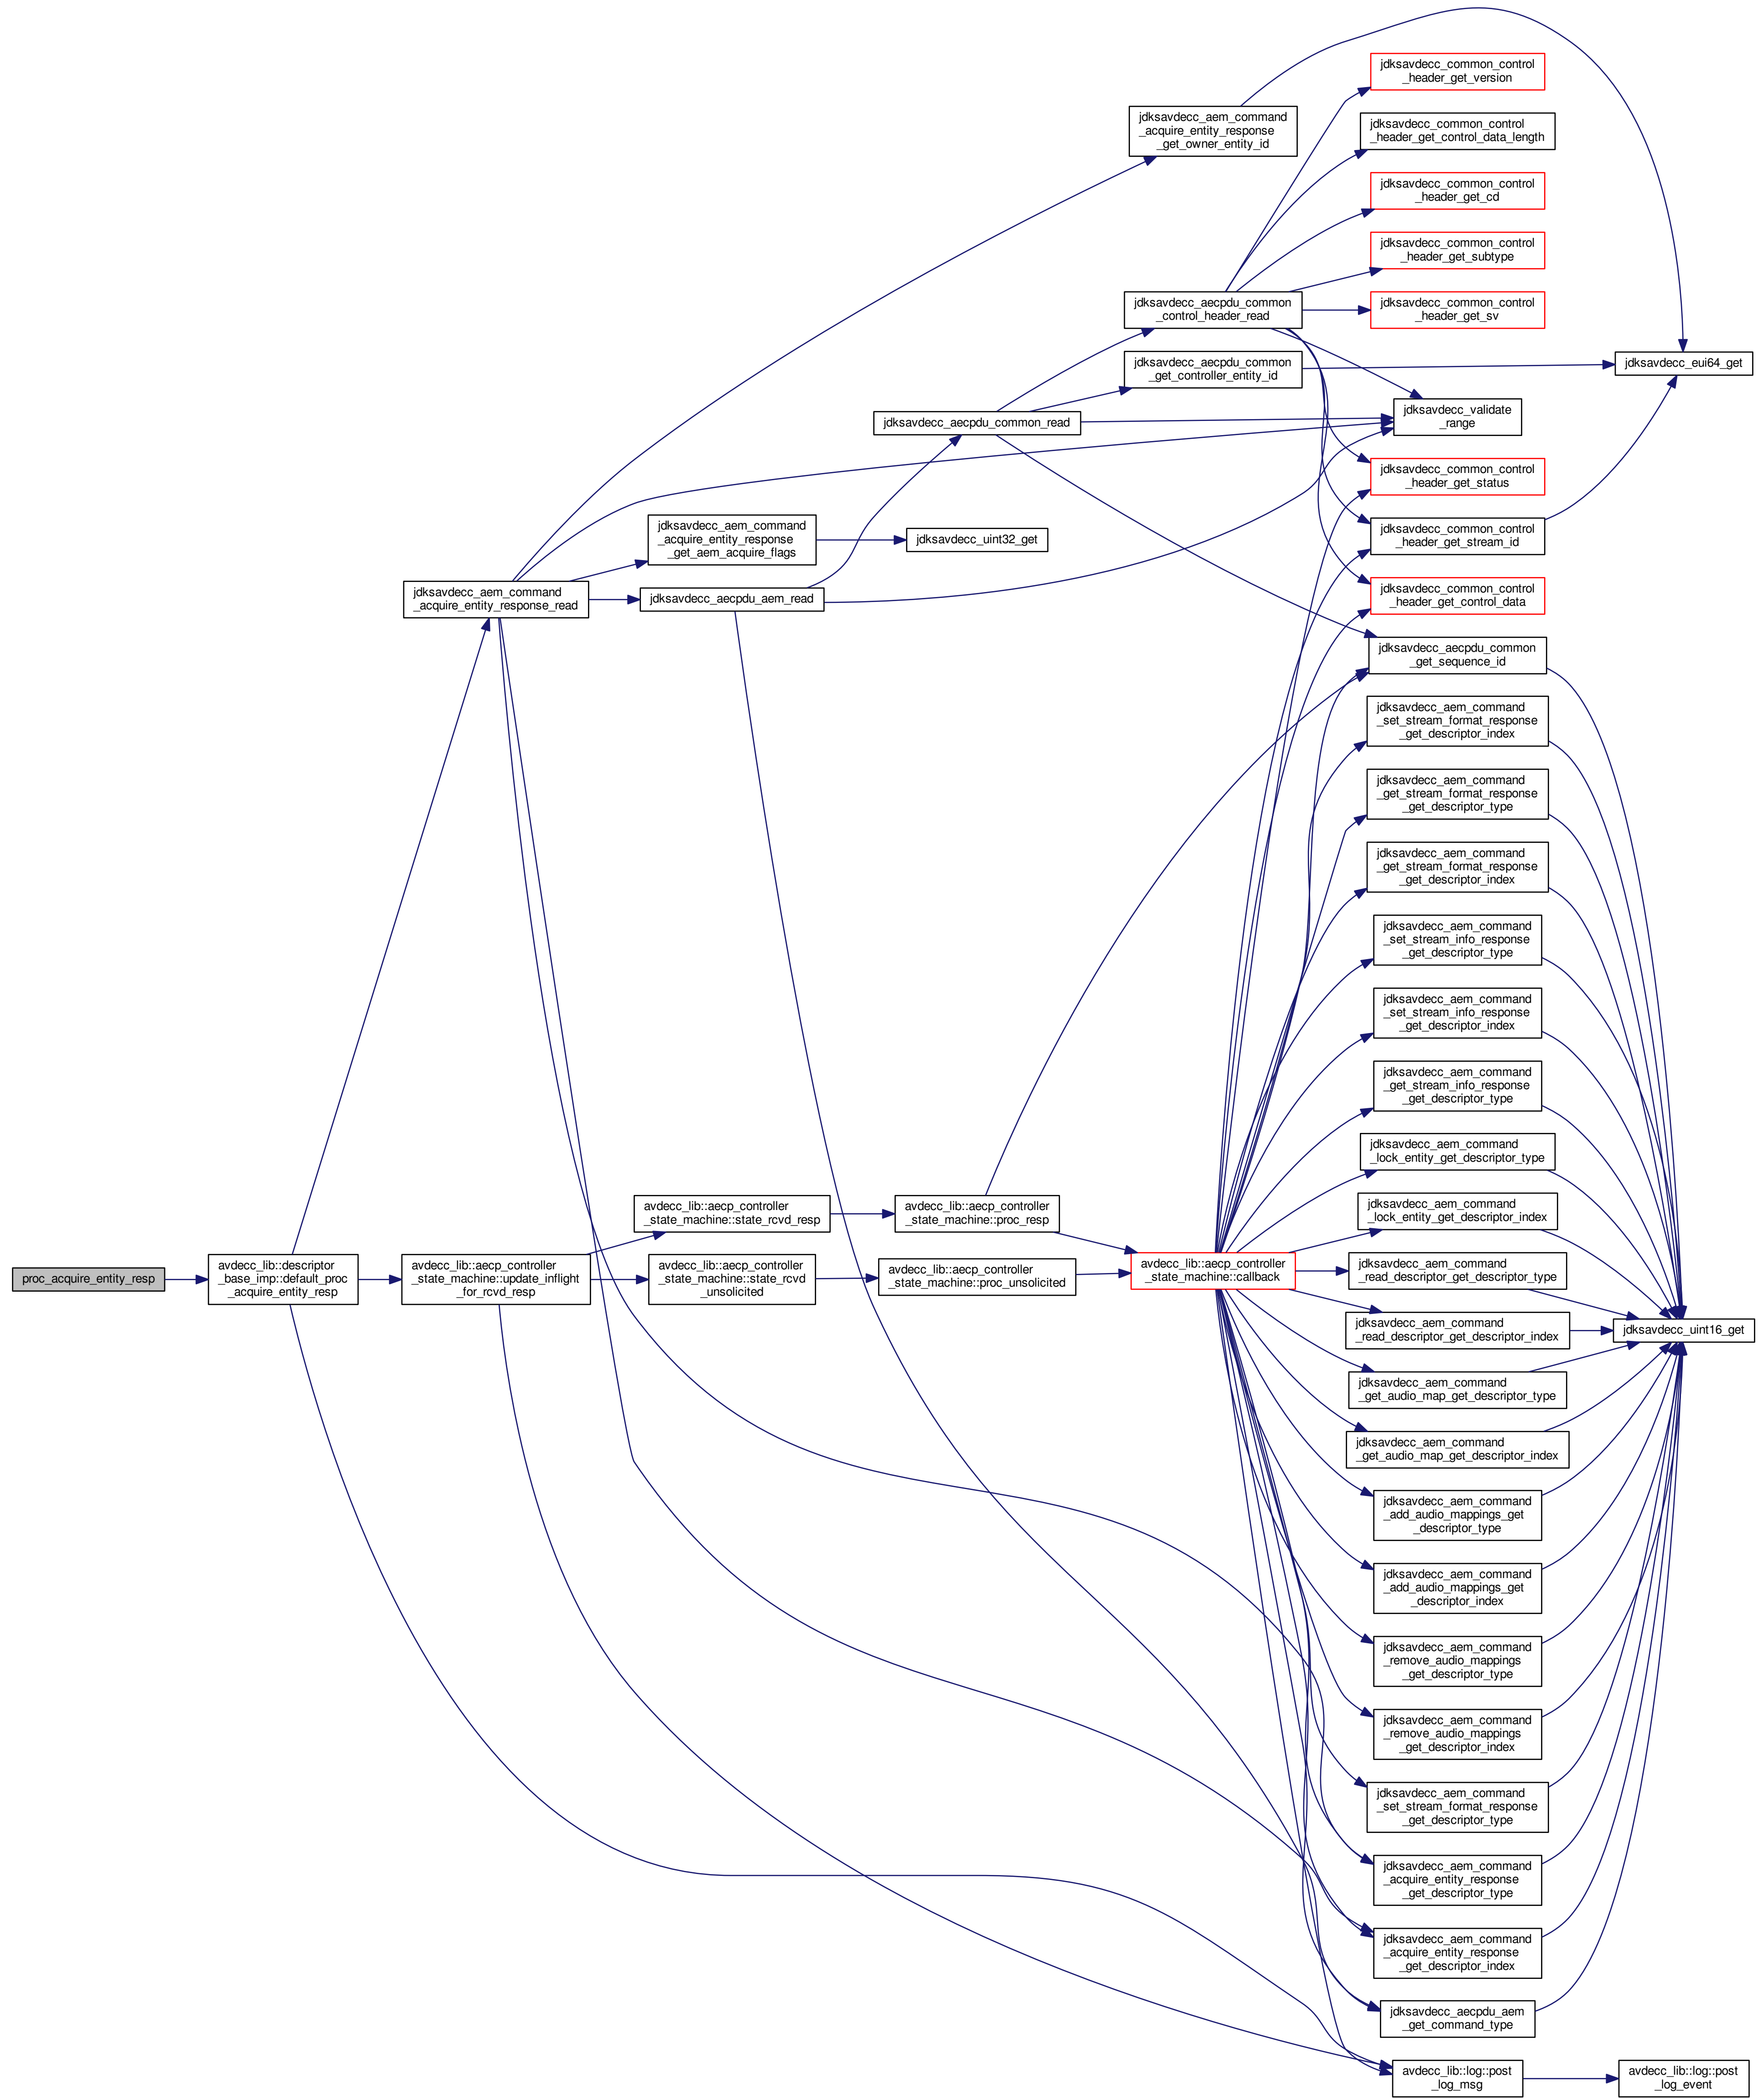 jdksavdecc_common_control
_header_get_version
jdksavdecc_aem_command
_acquire_entity_response
_get_owner_entity_id
jdksavdecc_common_control
_header_get_control_data_length
jdksavdecc_common_control
_header_get_cd
jdksavdecc_common_control
_header_get_subtype
jdksavdecc_aecpdu_common
_control_header_read
jdksavdecc_common_control
_header_get_sv
jdksavdecc_aecpdu_common
_get_controller_entity_id
jdksavdecc_eui64_get
jdksavdecc_aecpdu_common_read
jdksavdecc_validate
_range
jdksavdecc_common_control
_header_get_status
jdksavdecc_aem_command
_acquire_entity_response
_get_aem_acquire_flags
jdksavdecc_uint32_get
jdksavdecc_common_control
_header_get_stream_id
jdksavdecc_aem_command
_acquire_entity_response_read
jdksavdecc_aecpdu_aem_read
jdksavdecc_common_control
_header_get_control_data
jdksavdecc_aecpdu_common
_get_sequence_id
jdksavdecc_aem_command
_set_stream_format_response
_get_descriptor_index
jdksavdecc_aem_command
_get_stream_format_response
_get_descriptor_type
jdksavdecc_aem_command
_get_stream_format_response
_get_descriptor_index
jdksavdecc_aem_command
_set_stream_info_response
_get_descriptor_type
jdksavdecc_aem_command
_set_stream_info_response
_get_descriptor_index
jdksavdecc_aem_command
_get_stream_info_response
_get_descriptor_type
jdksavdecc_aem_command
_lock_entity_get_descriptor_type
avdecc_lib::aecp_controller
_state_machine::state_rcvd_resp
avdecc_lib::aecp_controller
_state_machine::proc_resp
jdksavdecc_aem_command
_lock_entity_get_descriptor_index
proc_acquire_entity_resp
avdecc_lib::descriptor
_base_imp::default_proc
_acquire_entity_resp
avdecc_lib::aecp_controller
_state_machine::update_inflight
_for_rcvd_resp
avdecc_lib::aecp_controller
_state_machine::state_rcvd
_unsolicited
avdecc_lib::aecp_controller
_state_machine::proc_unsolicited
avdecc_lib::aecp_controller
_state_machine::callback
jdksavdecc_aem_command
_read_descriptor_get_descriptor_type
jdksavdecc_aem_command
_read_descriptor_get_descriptor_index
jdksavdecc_uint16_get
jdksavdecc_aem_command
_get_audio_map_get_descriptor_type
jdksavdecc_aem_command
_get_audio_map_get_descriptor_index
jdksavdecc_aem_command
_add_audio_mappings_get
_descriptor_type
jdksavdecc_aem_command
_add_audio_mappings_get
_descriptor_index
jdksavdecc_aem_command
_remove_audio_mappings
_get_descriptor_type
jdksavdecc_aem_command
_remove_audio_mappings
_get_descriptor_index
jdksavdecc_aem_command
_set_stream_format_response
_get_descriptor_type
jdksavdecc_aem_command
_acquire_entity_response
_get_descriptor_type
jdksavdecc_aem_command
_acquire_entity_response
_get_descriptor_index
jdksavdecc_aecpdu_aem
_get_command_type
avdecc_lib::log::post
_log_msg
avdecc_lib::log::post
_log_event